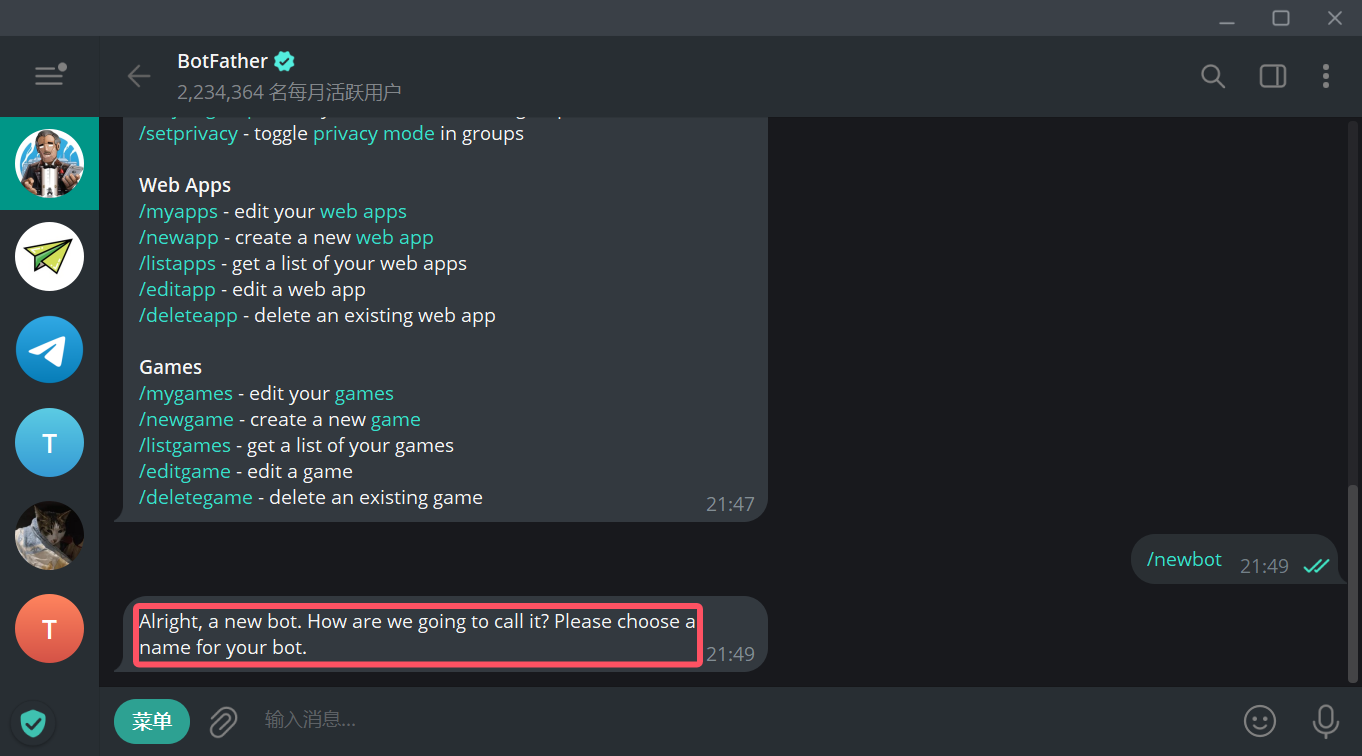 BotFather
2,234,364 名每月活跃用户
/setprivacy - toggle privacy mode in groups
Web Apps
/myapps - edit your web apps
/newapp - create a new web app
/listapps - get a list of your web apps
/editapp - edit a web app
/deleteapp - delete an existing web app
Games
/mygames - edit your games
/newgame - create a new game
/listgames - get a list of your games
/editgame - edit a game
/deletegame - delete an existing game
21:47
/newbot 21:49
Alright, a new bot. How are we going to call it? Please choose a
name for your bot.
21:49
T
T
菜单
输入消息...